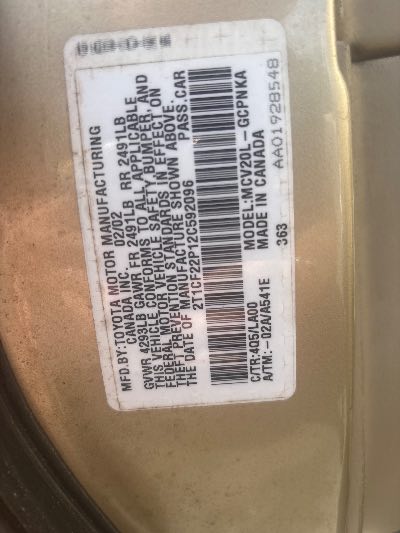 MFD.BY:TOYOTA MOTOR MANUFACTURING
CANADA INC. 02/02
GVWR 4293LB GAWR FR 2491LB RR 2491LB
THIS VEHICLE CONFORMS TO ALL APPLICABLE
FEDERAL MOTOR VEHICLE SAFETY,BUMPER, AND
THEFT PREVENTION STANDARDS IN EFFECT ON
THE DATE OF MANUFACTURE SHOWN ABOVE.
2T1CF22P12C592096 PASS.CAR
C/TR:4Q5/LA00 MODEL:MCV20L-GCPNKA
A/TM:-02A/A541E MADE IN CANADA
363 AA01928548